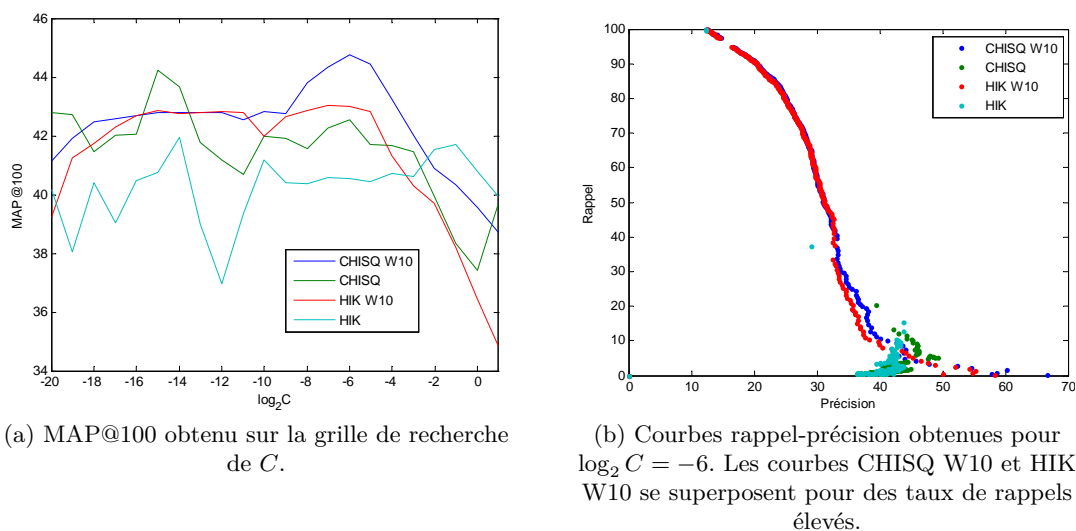 46
44
42
40
38
36
34
MAP @100
CHISQ W10
CHISQ
HIK W10
HIK
-20 -18 -16 -14 -12 -10 -8 -6 -4 -2 0
log2C
(a) MAP@100 obtenu sur la grille de recherche
de C.
100
90
80
70
60
50
40
30
20
10
0
Rappel
CHISQ W10
CHISQ
HIK W10
HIK
0 10 20 30 40 50 60 70
Précision
(b) Courbes rappel-précision obtenues pour
log2 C = −6. Les courbes CHISQ W10 et HIK
W10 se superposent pour des taux de rappels
élevés.